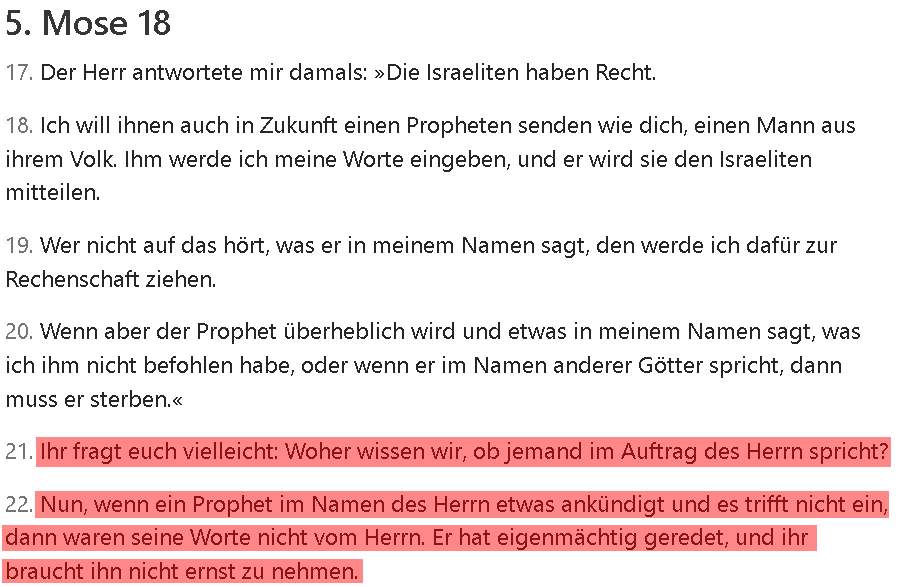 5. Mose 18
17. Der Herr antwortete mir damals: »Die Israeliten haben Recht.
18. Ich will ihnen auch in Zukunft einen Propheten senden wie dich, einen Mann aus
ihrem Volk. Ihm werde ich meine Worte eingeben, und er wird sie den Israeliten
mitteilen.
19. Wer nicht auf das hört, was er in meinem Namen sagt, den werde ich dafür zur
Rechenschaft ziehen.
20. Wenn aber der Prophet überheblich wird und etwas in meinem Namen sagt, was
ich ihm nicht befohlen habe, oder wenn er im Namen anderer Götter spricht, dann
muss er sterben.«
21. Ihr fragt euch vielleicht: Woher wissen wir, ob jemand im Auftrag des Herrn spricht?
22. Nun, wenn ein Prophet im Namen des Herrn etwas ankündigt und es trifft nicht ein,
dann waren seine Worte nicht vom Herrn. Er hat eigenmächtig geredet, und ihr
braucht ihn nicht ernst zu nehmen.